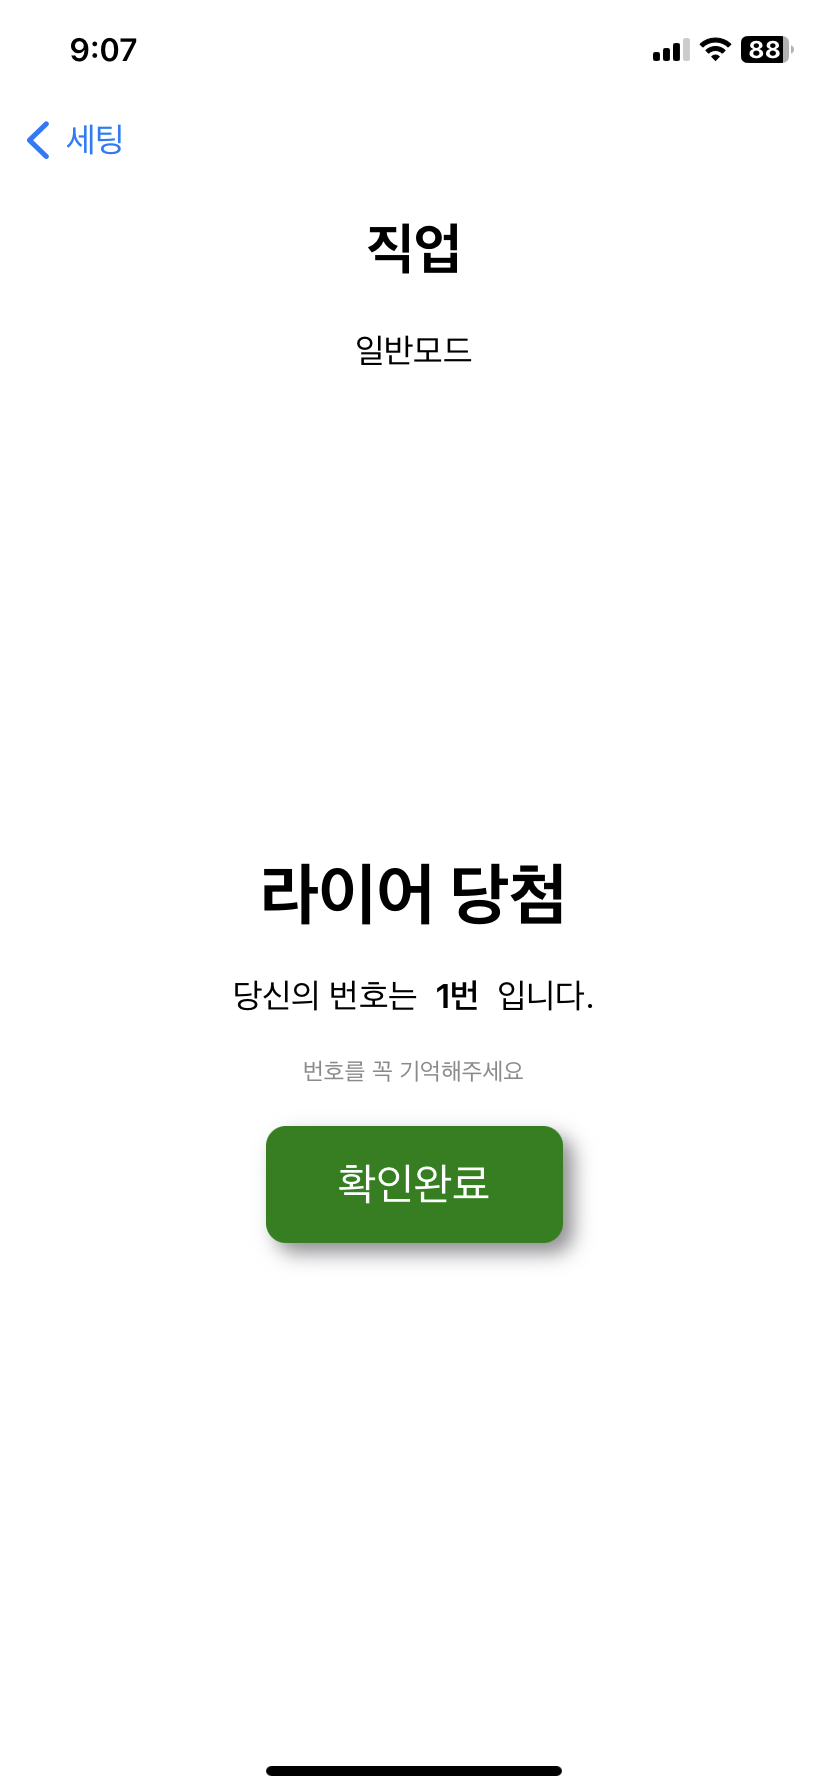 9:07
88
세팅
직업
일반모드
라이어 당첨
당신의 번호는 1번 입니다.
번호를 꼭 기억해주세요
확인완료